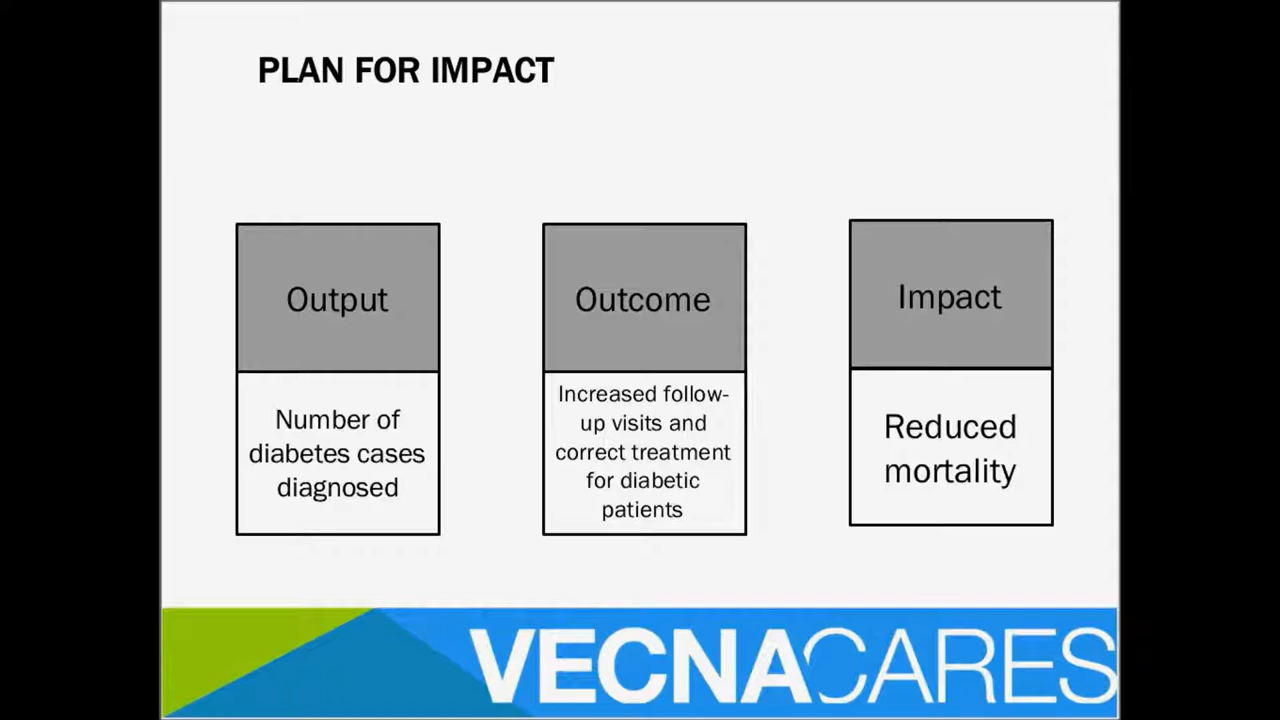 PLAN FOR IMPACT
Output
Number of
diabetes cases
diagnosed
Outcome
Increased follow-
up visits and
correct treatment
for diabetic
patients
Impact
Reduced
mortality
VECNACARES